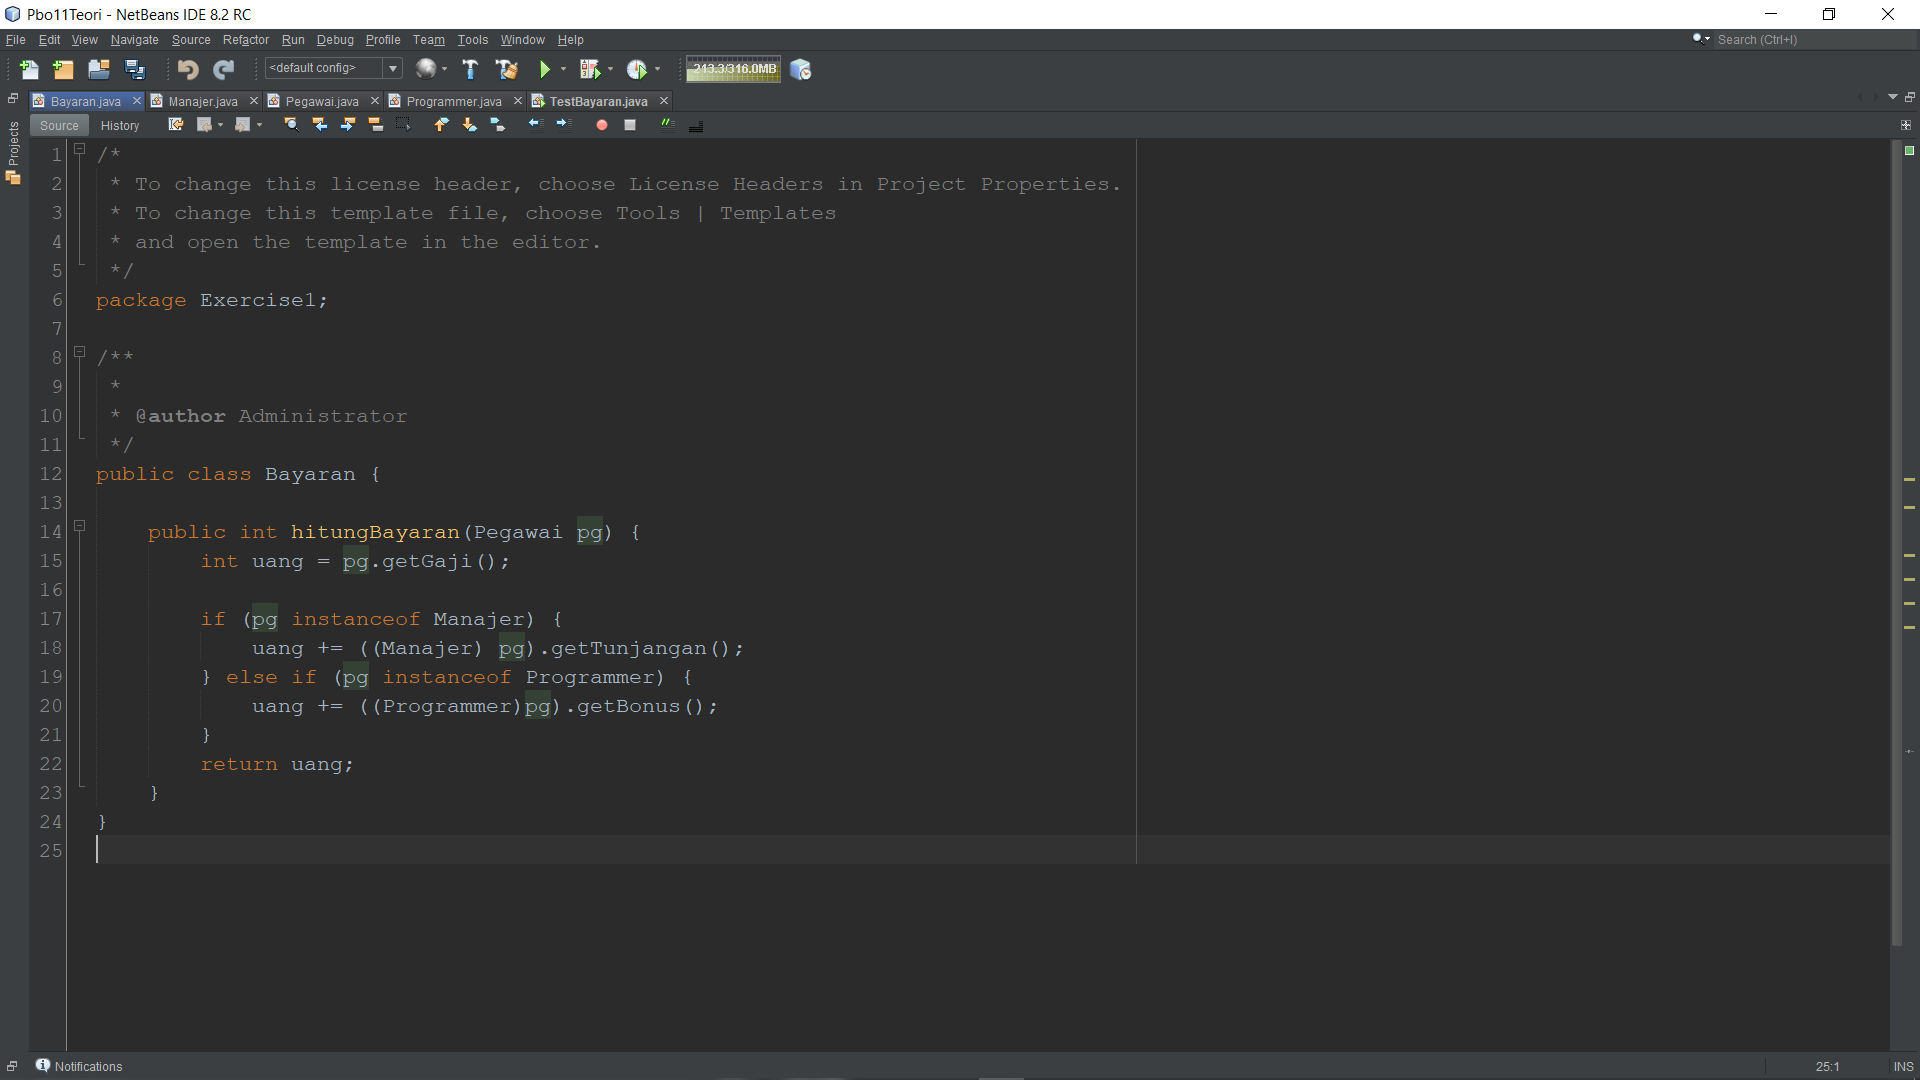 Pbo11Teori - NetBeans IDE 8.2 RC
File Edit View Navigate Source Refactor Run Debug Profile Team Tools Window Help
Search (Ctrl+I)
<default config>
213.3/316.0MB
Bayaran.java Manajer.java Pegawai.java Programmer.java TestBayaran.java
Source History
Projects
1 /*
2 * To change this license header, choose License Headers in Project Properties.
3 * To change this template file, choose Tools | Templates
4 * and open the template in the editor.
5 */
6 package Exercise1;
7
8 /**
9 *
10 * @author Administrator
11 */
12 public class Bayaran {
13
14 public int hitungBayaran(Pegawai pg) {
15 int uang = pg.getGaji();
16
17 if (pg instanceof Manajer) {
18 uang += ((Manajer) pg).getTunjangan();
19 } else if (pg instanceof Programmer) {
20 uang += ((Programmer)pg).getBonus();
21 }
22 return uang;
23 }
24 }
25
Notifications
25:1
INS